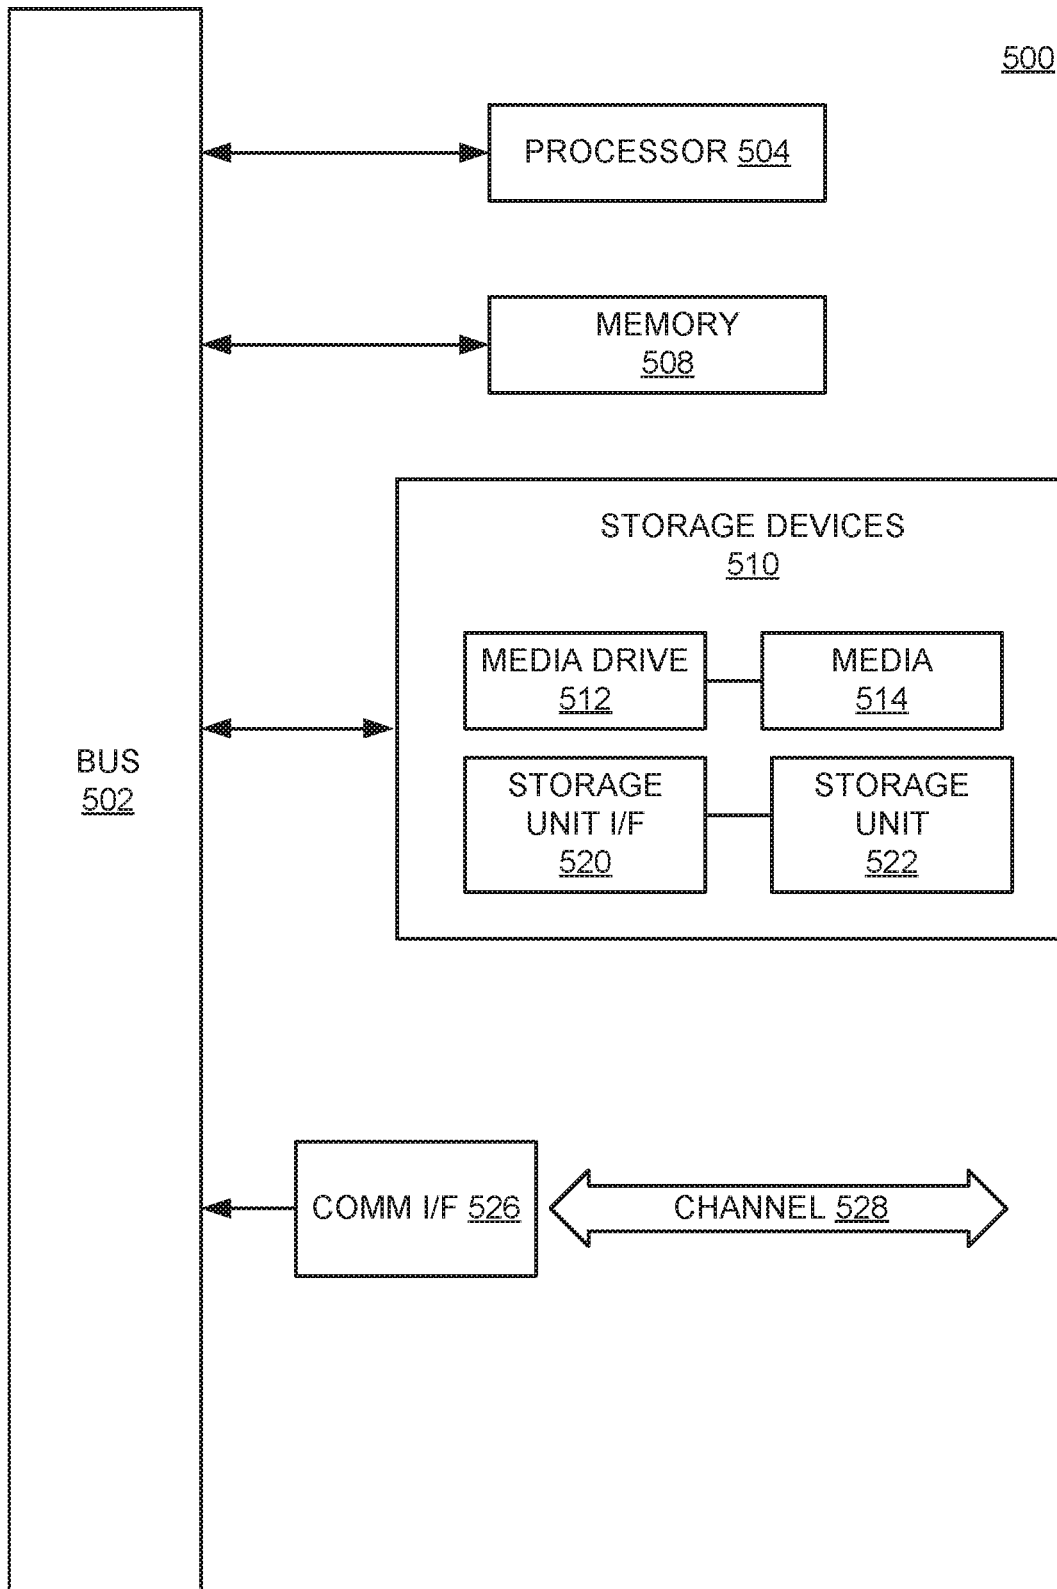 500
PROCESSOR 504
MEMORY
508
STORAGE DEVICES
510
MEDIA DRIVE
512
MEDIA
514
STORAGE
UNIT I/F
520
STORAGE
UNIT
522
BUS
502
COMM I/F 526
CHANNEL 528